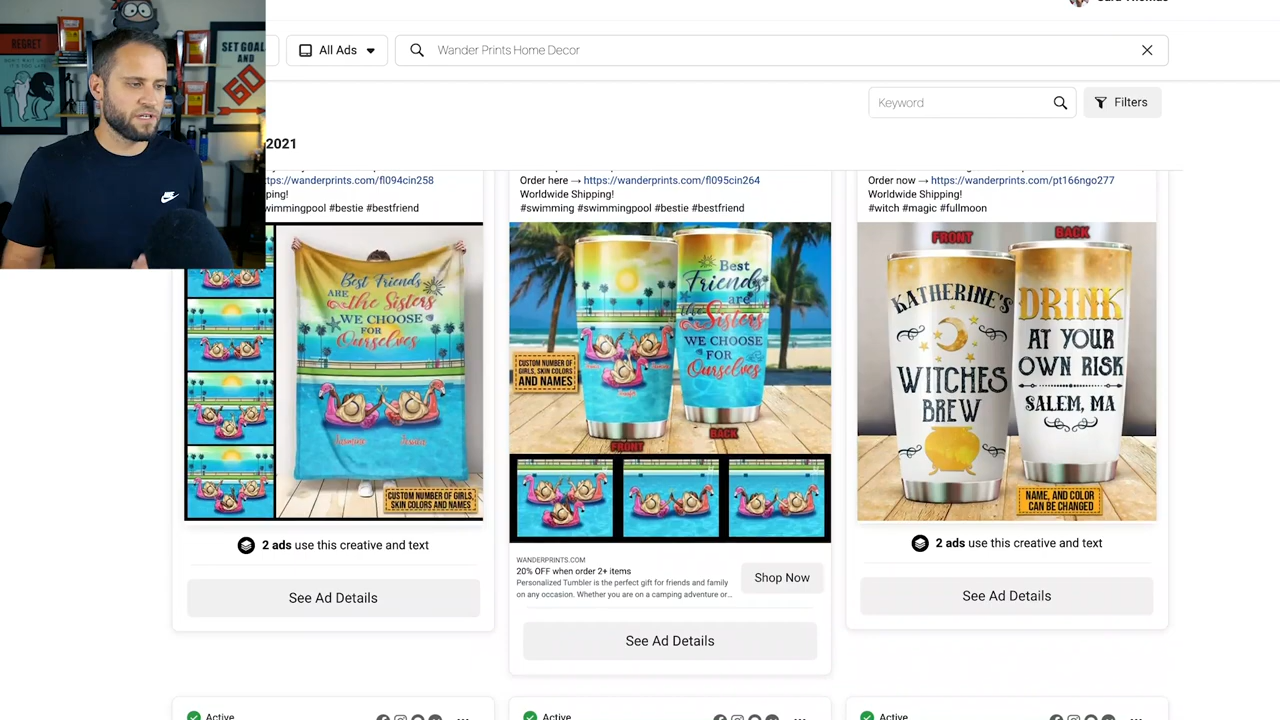 REGRET
SET GOAL
AND
GO
All Ads
Wander Prints Home Decor
Keyword
Filters
2021
ttps://wanderprints.com/fl094cin258
ping!
wimmingpool #bestie #bestfriend
Best Friends
ARE the Sisters
WE CHOOSE
FOR
Ourselves
CUSTOM NUMBER OF GIRLS,
SKIN COLORS AND NAMES
2 ads use this creative and text
See Ad Details
Order here → https://wanderprints.com/fl095cin264
Worldwide Shipping!
#swimming #swimmingpool #bestie #bestfriend
Best
Friends
are
the Sisters
WE CHOOSE
FOR
Ourselves
CUSTOM NUMBER OF
GIRLS, SKIN COLORS
AND NAMES
FRONT
BACK
WANDERPRINTS.COM
20% OFF when order 2+ items
Personalized Tumbler is the perfect gift for friends and family
on any occasion. Whether you are on a camping adventure or...
Shop Now
See Ad Details
Order now → https://wanderprints.com/pt166ngo277
Worldwide Shipping!
#witch #magic #fullmoon
FRONT
BACK
KATHERINE'S
WITCHES
BREW
DRINK
AT YOUR
OWN RISK
SALEM, MA
NAME, AND COLOR
CAN BE CHANGED
2 ads use this creative and text
See Ad Details
Active
Active
Active